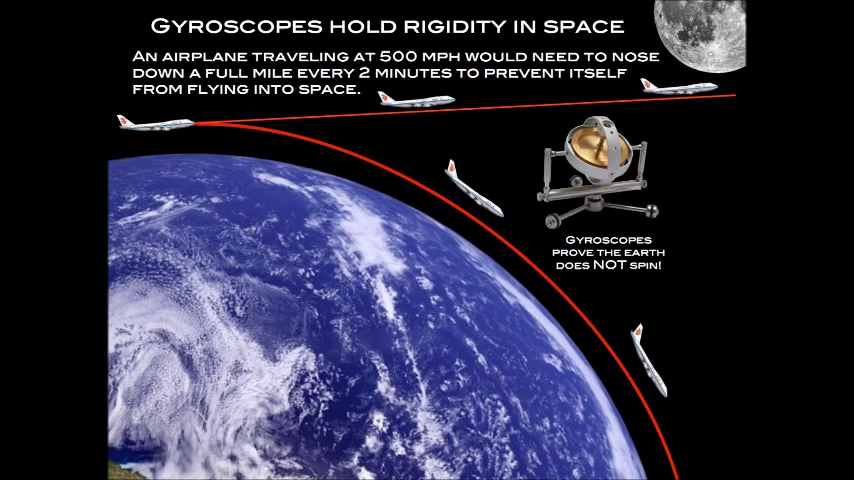 Gyroscopes hold rigidity in space
An airplane traveling at 500 mph would need to nose
down a full mile every 2 minutes to prevent itself
from flying into space.
Gyroscopes
prove the earth
does NOT spin!